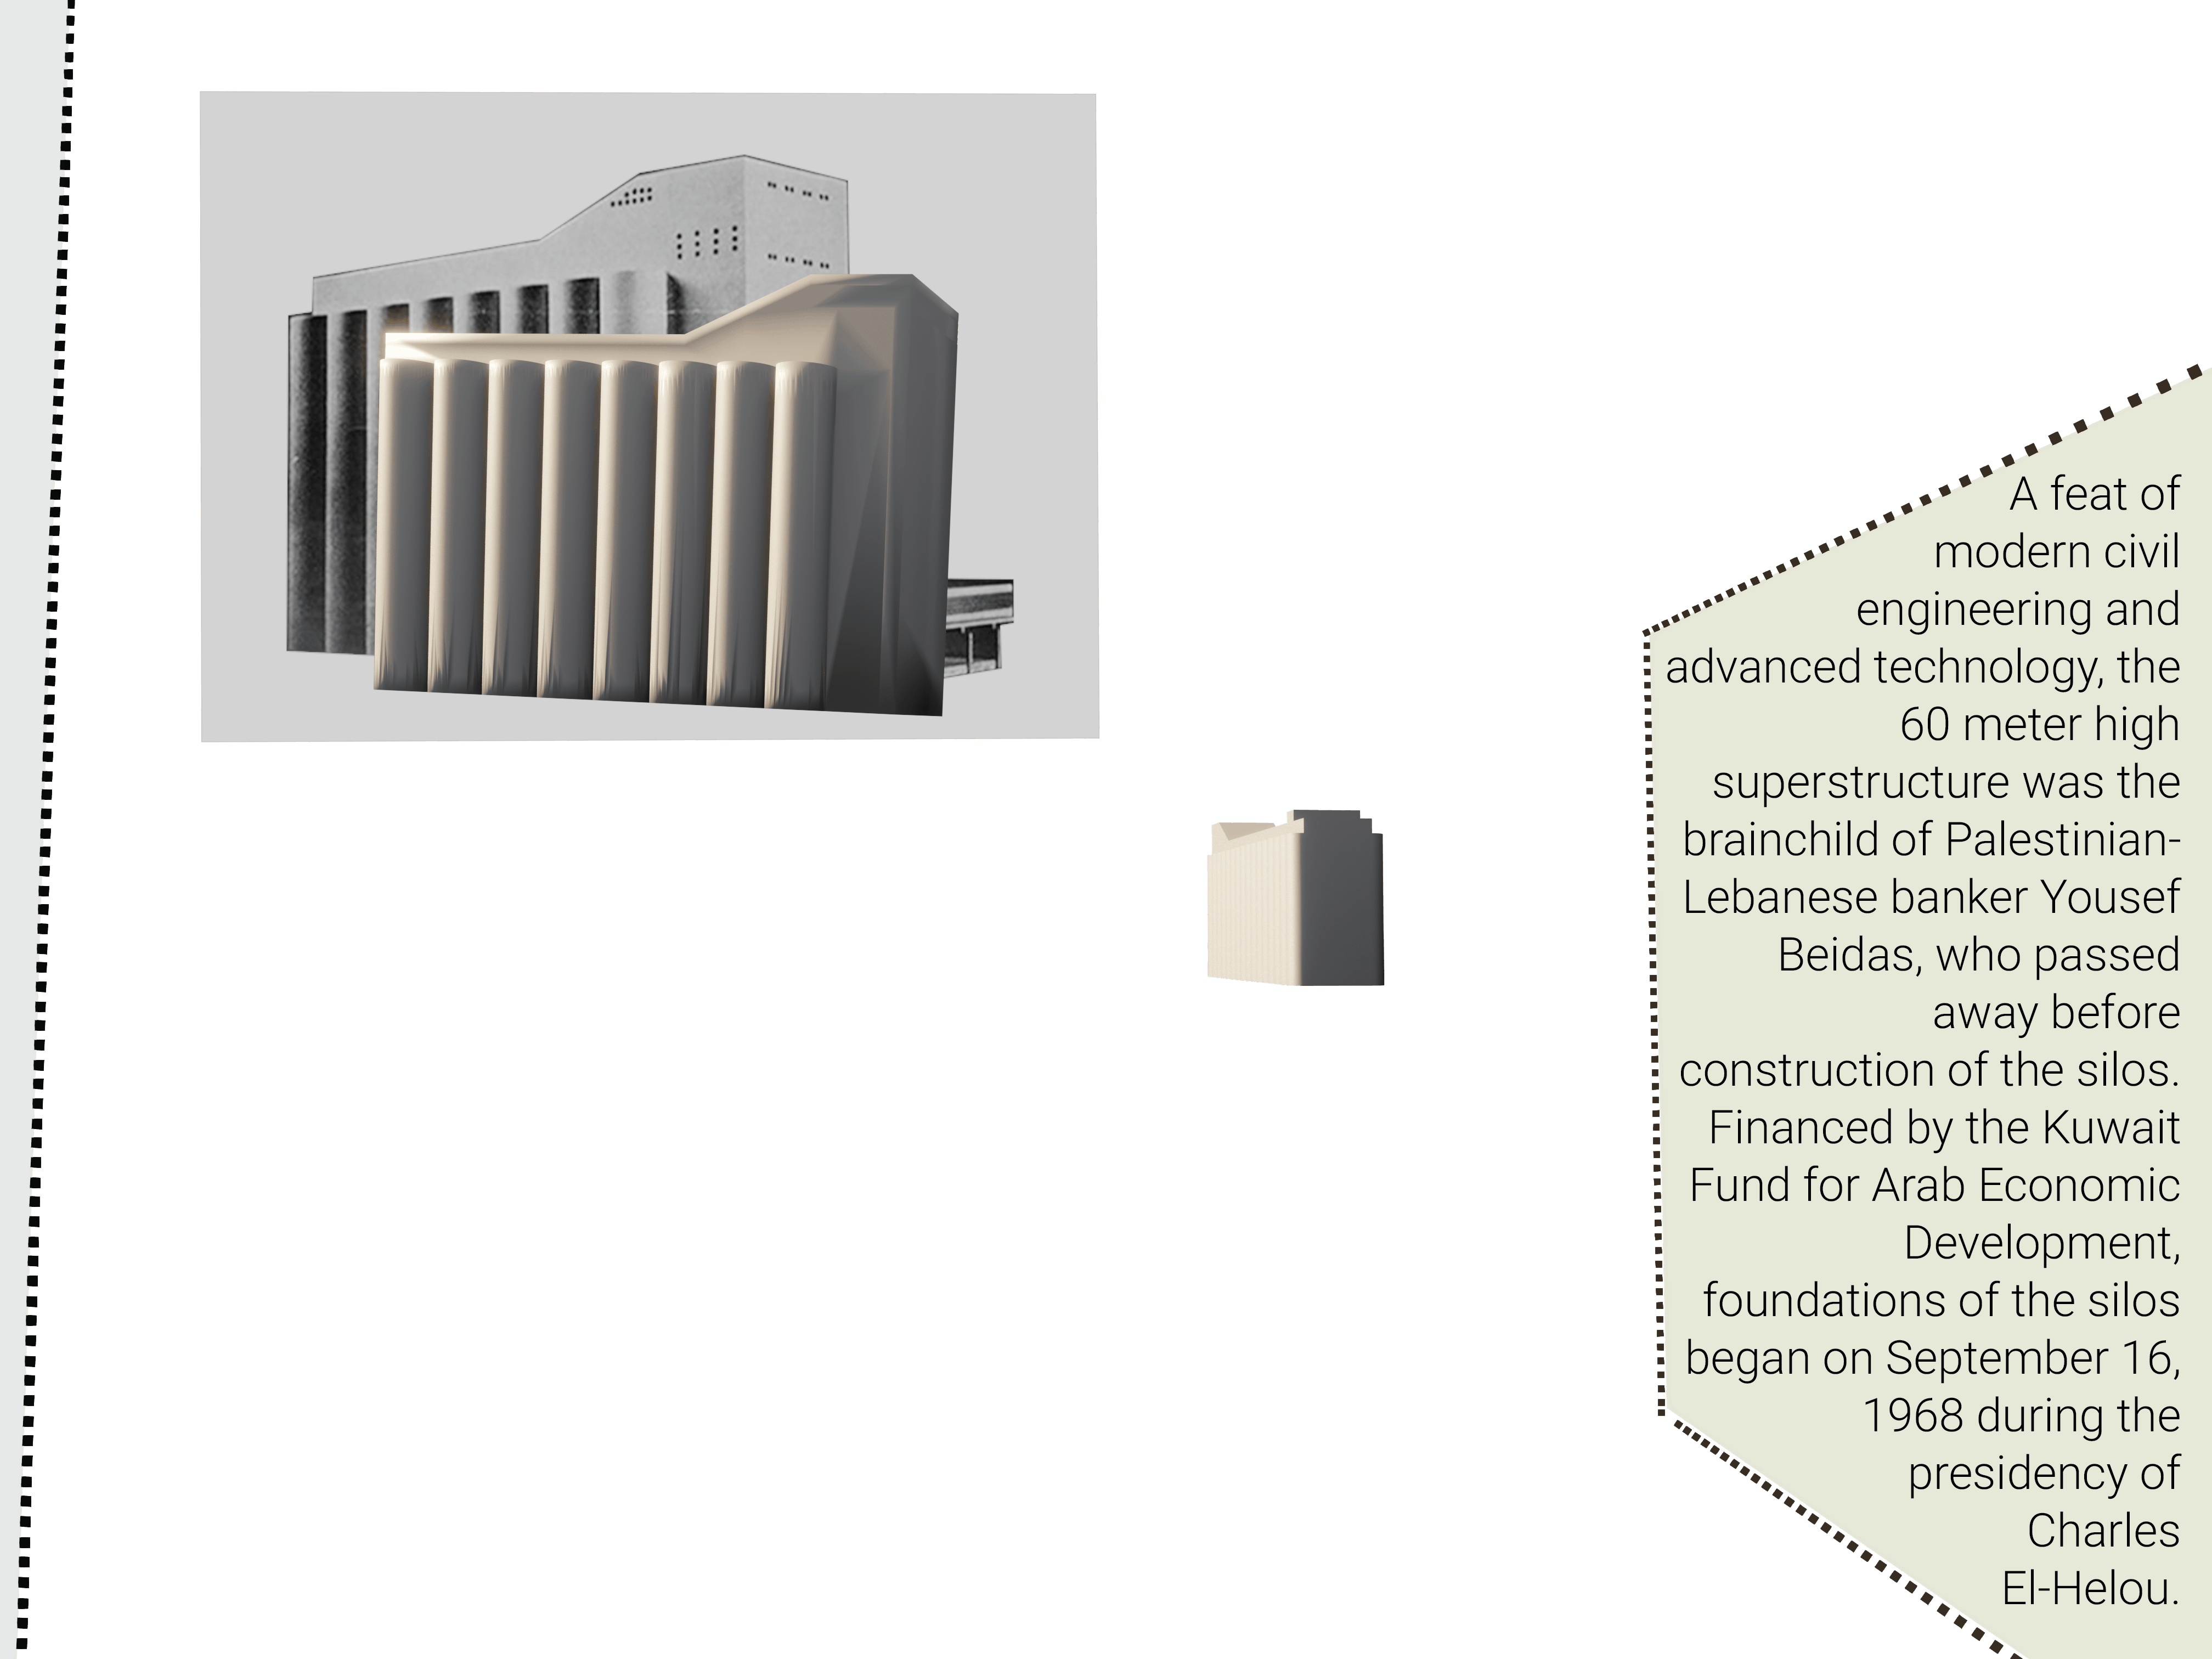 A feat of
modern civil
engineering and
advanced technology, the
60 meter high
superstructure was the
brainchild of Palestinian-
Lebanese banker Yousef
Beidas, who passed
away before
construction of the silos.
Financed by the Kuwait
Fund for Arab Economic
Development,
foundations of the silos
began on September 16,
1968 during the
presidency of
Charles
El-Helou.